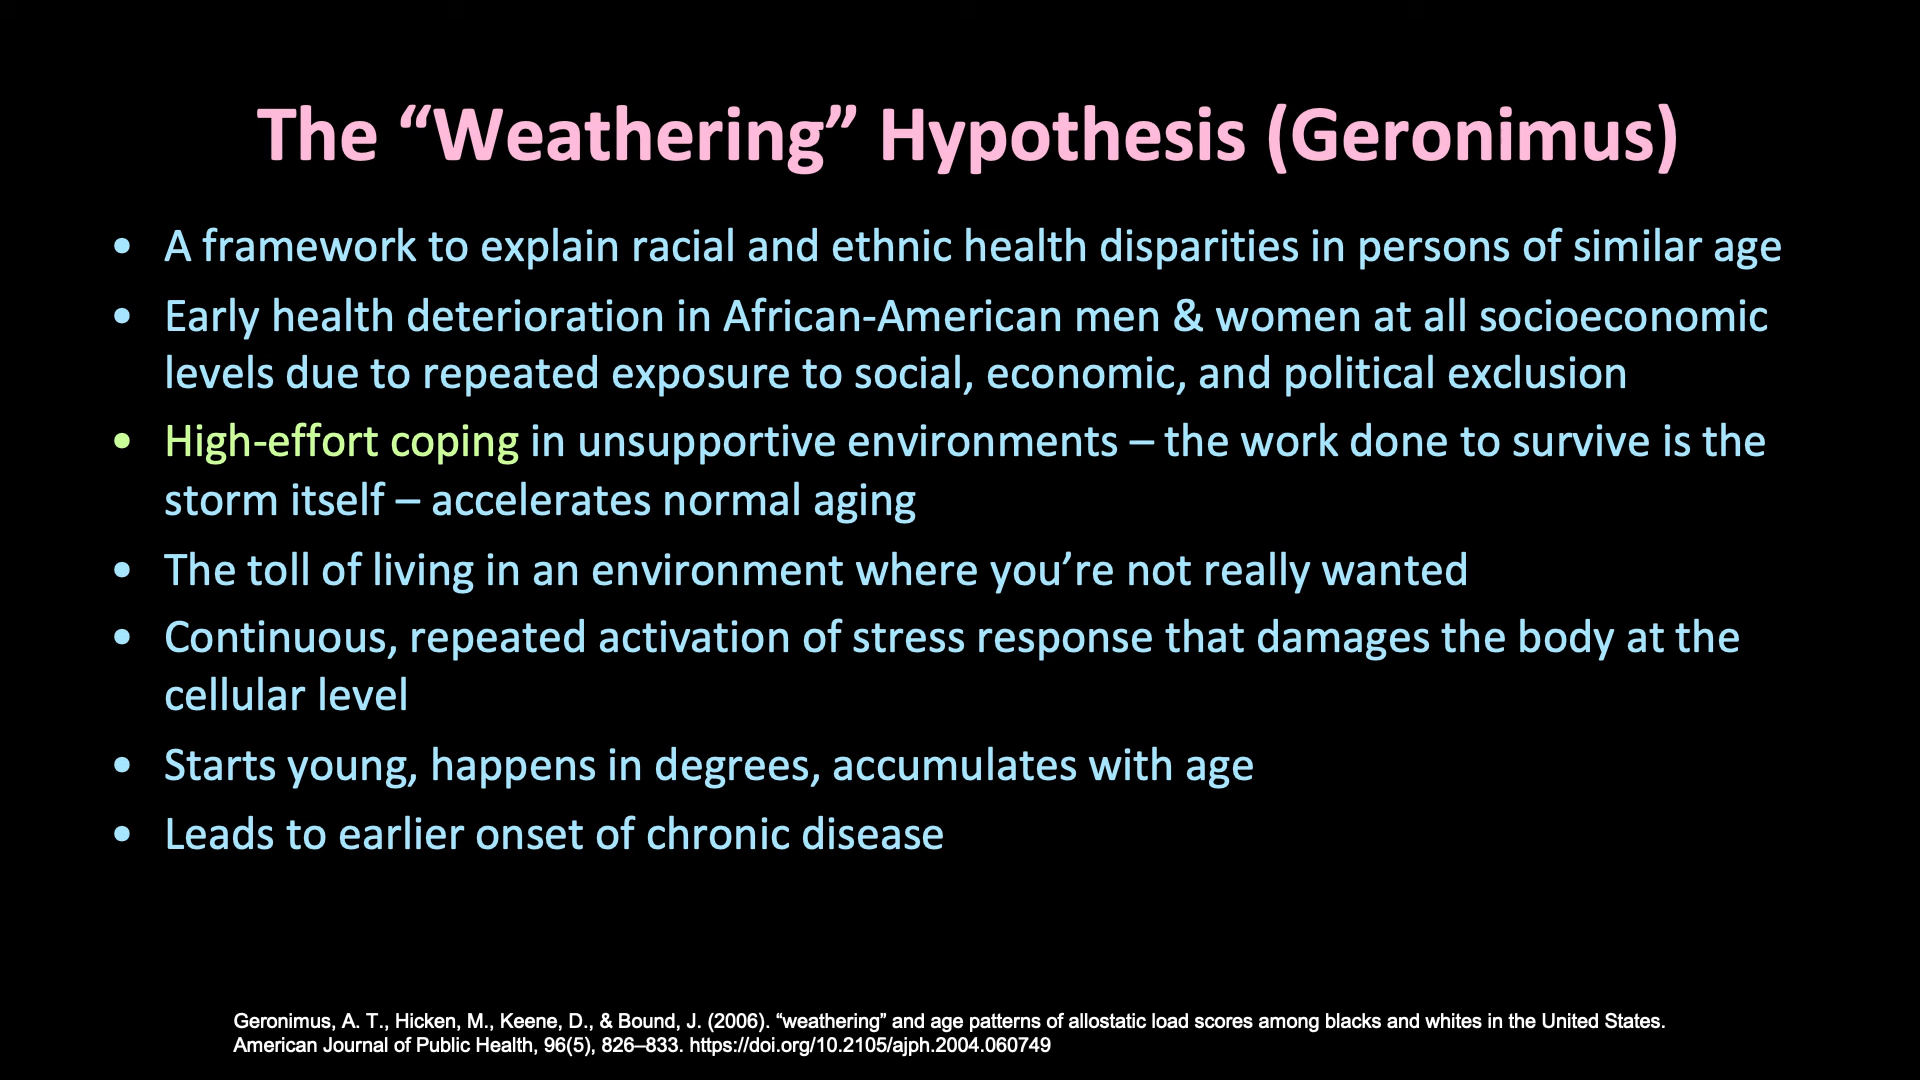 The “Weathering” Hypothesis (Geronimus)
• A framework to explain racial and ethnic health disparities in persons of similar age
• Early health deterioration in African-American men & women at all socioeconomic
levels due to repeated exposure to social, economic, and political exclusion
• High-effort coping in unsupportive environments – the work done to survive is the
storm itself – accelerates normal aging
• The toll of living in an environment where you’re not really wanted
• Continuous, repeated activation of stress response that damages the body at the
cellular level
• Starts young, happens in degrees, accumulates with age
• Leads to earlier onset of chronic disease
Geronimus, A. T., Hicken, M., Keene, D., & Bound, J. (2006). “weathering” and age patterns of allostatic load scores among blacks and whites in the United States.
American Journal of Public Health, 96(5), 826–833. https://doi.org/10.2105/ajph.2004.060749